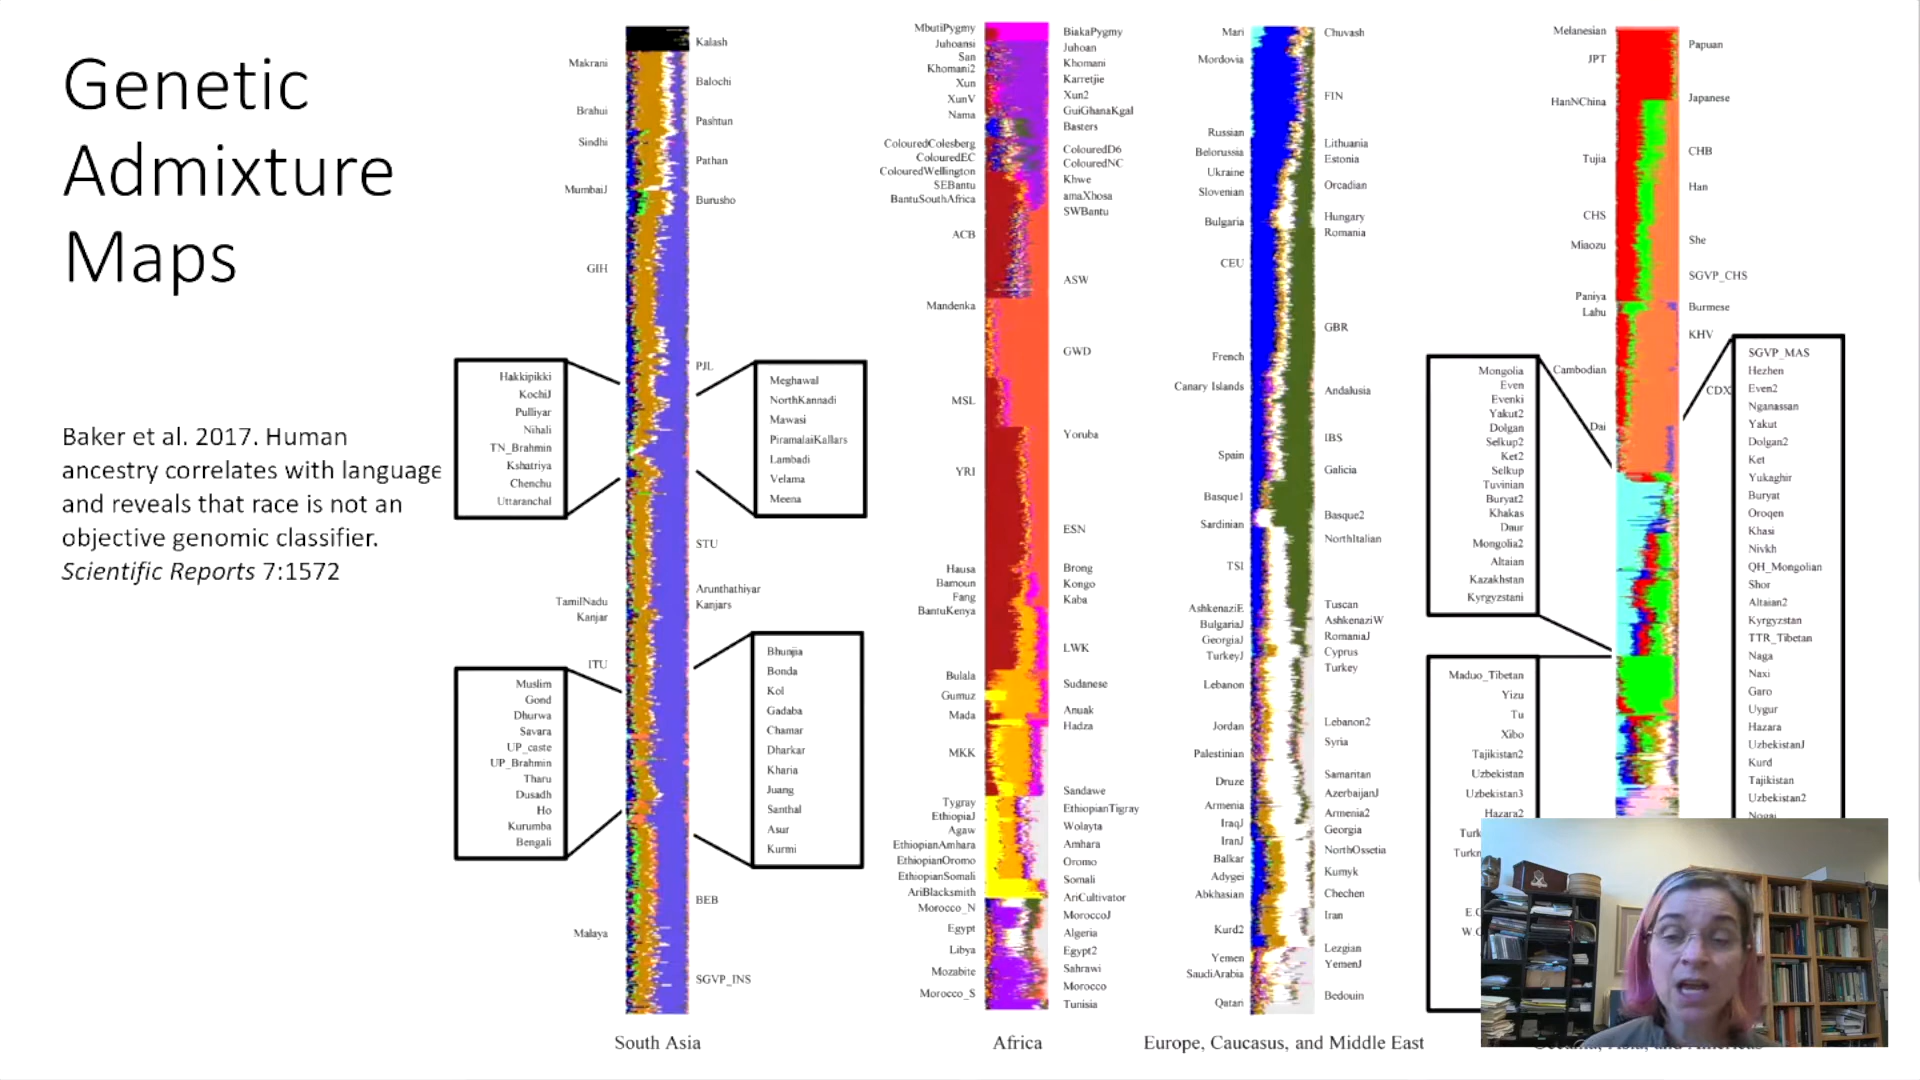 Genetic
Admixture
Maps
Baker et al. 2017. Human
ancestry correlates with language
and reveals that race is not an
objective genomic classifier.
Scientific Reports 7:1572
Makrani
Brahui
Sindhi
MumbaiJ
GIH
Hakkipikki
KochiJ
Pulliyar
Nihali
TN_Brahmin
Kshatriya
Chenchu
Uttaranchal
TamilNadu
Kanjar
ITU
Muslim
Gond
Dhurwa
Savara
UP_caste
UP_Brahmin
Tharu
Dusadh
Ho
Kurumba
Bengali
Malaya
Kalash
Balochi
Pashtun
Pathan
Burusho
PJL
Meghawal
NorthKannadi
Mawasi
PiramalaiKallars
Lambadi
Velama
Meena
STU
Arunthathiyar
Kanjars
Bhunjia
Bonda
Kol
Gadaba
Chamar
Dharkar
Kharia
Juang
Santhal
Asur
Kurmi
BEB
SGVP_INS
South Asia
MbutiPygmy
Juhoansi
San
Khomani2
Xun
XunV
Nama
ColouredColesberg
ColouredEC
ColouredWellington
SEBantu
BantuSouthAfrica
ACB
Mandenka
MSL
YRI
Hausa
Bamoun
Fang
BantuKenya
Bulala
Gumuz
Mada
MKK
Tygray
EthiopiaJ
Agaw
EthiopianAmhara
EthiopianOromo
EthiopianSomali
AriBlacksmith
Morocco_N
Egypt
Libya
Mozabite
Morocco_S
BiakaPygmy
Juhoan
Khomani
Karretjie
Xun2
GuiGhanaKgal
Basters
ColouredD6
ColouredNC
Khwe
amaXhosa
SWBantu
ASW
GWD
Yoruba
ESN
Brong
Kongo
Kaba
LWK
Sudanese
Anuak
Hadza
Sandawe
EthiopianTigray
Wolayta
Amhara
Oromo
Somali
AriCultivator
MoroccoJ
Algeria
Egypt2
Sahrawi
Morocco
Tunisia
Africa
Mari
Mordovia
Russian
Belorussia
Ukraine
Slovenian
Bulgaria
CEU
French
Canary Islands
Spain
Basque1
Sardinian
TSI
AshkenaziE
BulgariaJ
GeorgiaJ
TurkeyJ
Lebanon
Jordan
Palestinian
Druze
Armenia
IraqJ
IranJ
Balkar
Adygei
Abkhasian
Kurd2
Yemen
SaudiArabia
Qatari
Chuvash
FIN
Lithuania
Estonia
Orcadian
Hungary
Romania
GBR
Andalusia
IBS
Galicia
Basque2
NorthItalian
Tuscan
AshkenaziW
RomaniaJ
Cyprus
Turkey
Lebanon2
Syria
Samaritan
AzerbaijanJ
Armenia2
Georgia
NorthOssetia
Kumyk
Chechen
Iran
Lezgian
YemenJ
Bedouin
Europe, Caucasus, and Middle East
Melanesian
JPT
HanNChina
Tujia
CHS
Miaozu
Paniya
Lahu
Cambodian
Dai
Mongolia
Even
Evenki
Yakut2
Dolgan
Selkup2
Ket2
Selkup
Tuvinian
Buryat2
Khakas
Daur
Mongolia2
Altaian
Kazakhstan
Kyrgyzstani
Maduo_Tibetan
Yizu
Tu
Xibo
Tajikistan2
Uzbekistan
Uzbekistan3
Hazara2
Papuan
Japanese
CHB
Han
She
SGVP_CHS
Burmese
KHV
CDX
SGVP_MAS
Hezhen
Even2
Nganassan
Yakut
Dolgan2
Ket
Yukaghir
Buryat
Oroqen
Khasi
Nivkh
QH_Mongolian
Shor
Altaian2
Kyrgyzstan
TTR_Tibetan
Naga
Naxi
Garo
Uygur
Hazara
UzbekistanJ
Kurd
Tajikistan
Uzbekistan2